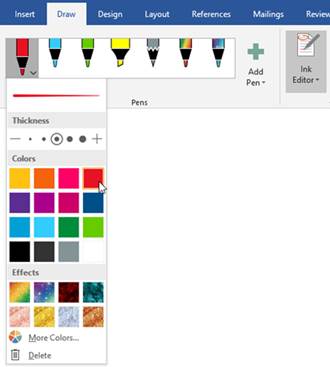 Insert Draw Design Layout References Mailings Review
Add
Pen
Ink
Editor
Pens
Thickness
Colors
Effects
More Colors...
Delete